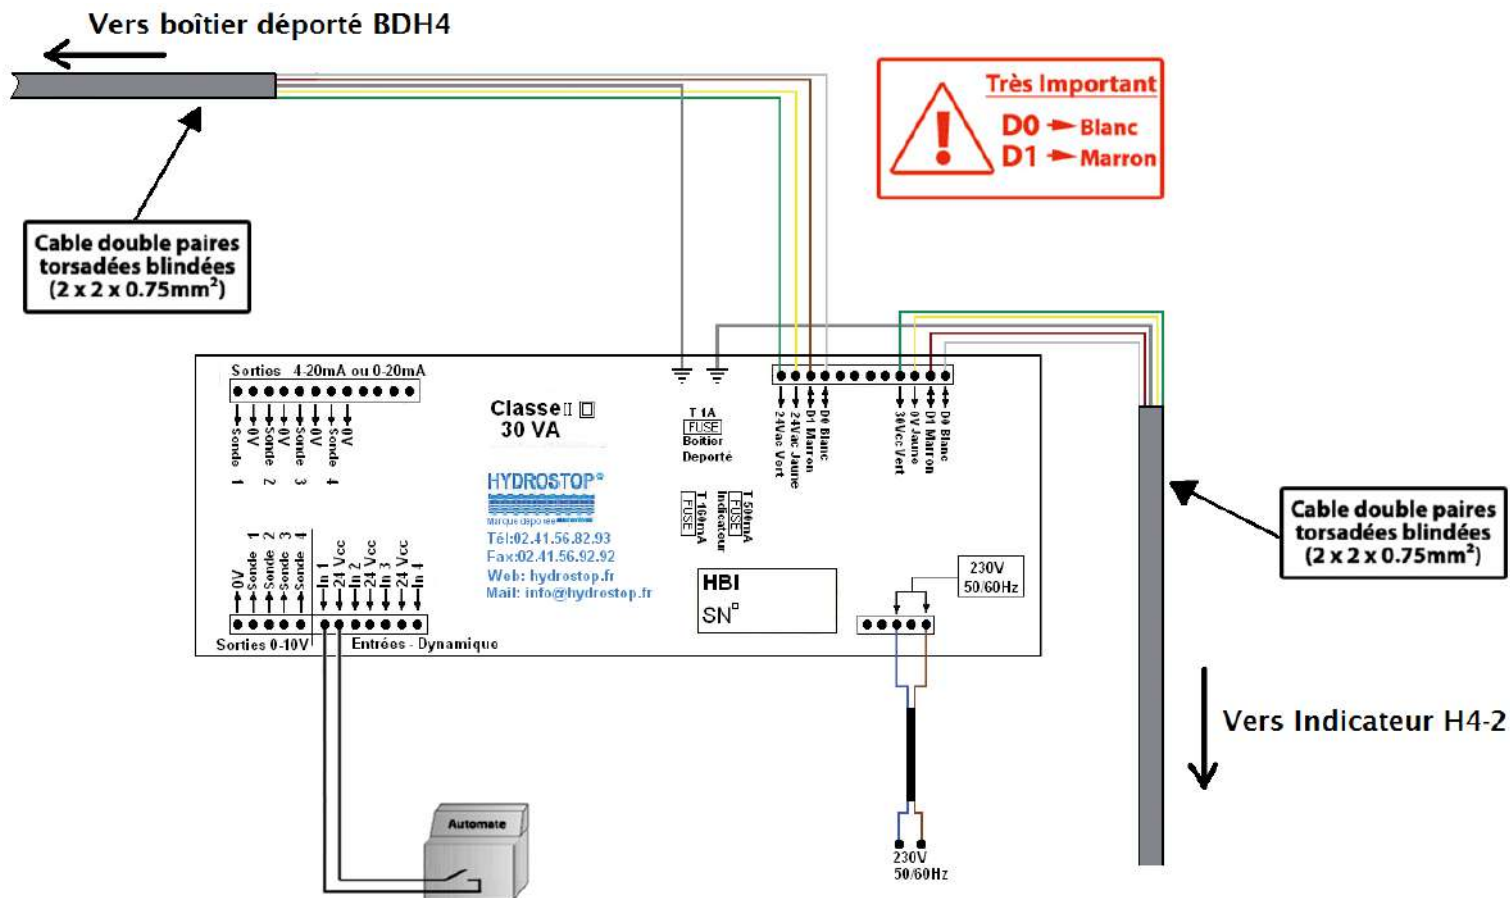 Vers boîtier déporté BDH4
Très Important
D0 Blanc
D1 Marron
Cable double paires
torsadées blindées
(2 x 2 x 0.75mm²)
Sorties 4-20mA ou 0-20mA
Sonde 1
0V
Sonde 2
0V
Sonde 3
0V
Sonde 4
0V
Classe II
30 VA
HYDROSTOP®
Marque déposée
Tél:02.41.56.82.93
Fax:02.41.56.92.92
Web: hydrostop.fr
Mail: info@hydrostop.fr
T 1A
FUSE
Boitier
Deporté
T 160mA
FUSE
Indicateur
T 500mA
FUSE
24Vac Vert
24Vac Jaune
D1 Marron
D0 Blanc
30Vcc Vert
0V Jaune
D1 Marron
D0 Blanc
Cable double paires
torsadées blindées
(2 x 2 x 0.75mm²)
0V
Sonde 1
Sonde 2
Sonde 3
Sonde 4
In 1
24 Vcc
In 2
24 Vcc
In 3
24 Vcc
In 4
Sorties 0-10V
Entrées - Dynamique
HBI
SN°
230V
50/60Hz
Vers Indicateur H4-2
Automate
230V
50/60Hz